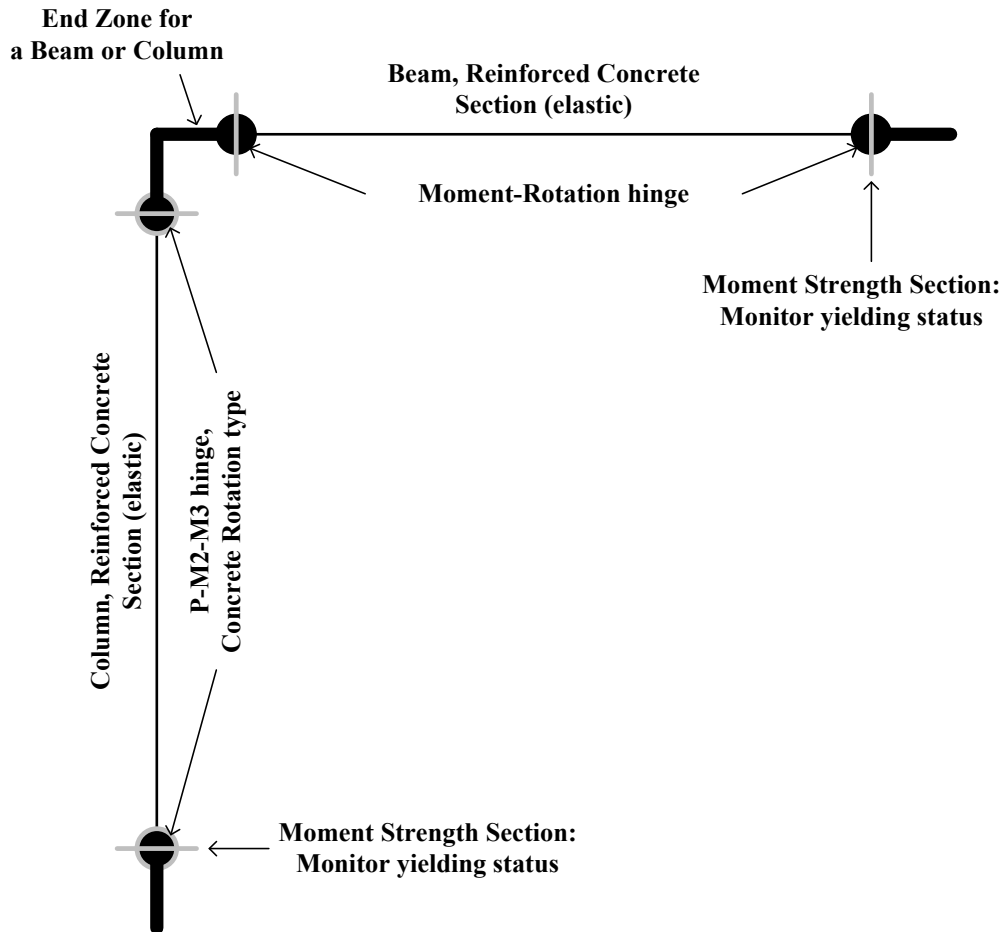 End Zone for
a Beam or Column
Beam, Reinforced Concrete
Section (elastic)
Moment-Rotation hinge
Moment Strength Section:
Monitor yielding status
Column, Reinforced Concrete
Section (elastic)
P-M2-M3 hinge,
Concrete Rotation type
Moment Strength Section:
Monitor yielding status